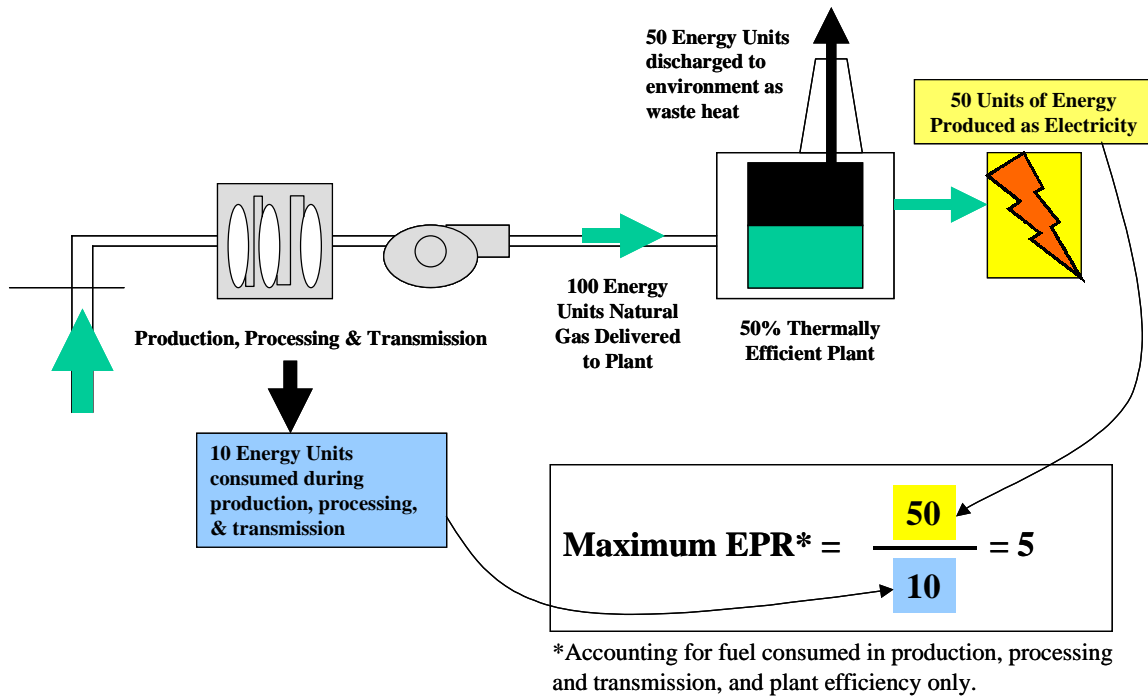 50 Energy Units
discharged to
environment as
waste heat
50 Units of Energy
Produced as Electricity
Production, Processing & Transmission
100 Energy
Units Natural
Gas Delivered
to Plant
50% Thermally
Efficient Plant
10 Energy Units
consumed during
production, processing,
& transmission
Maximum EPR* = 50 / 10 = 5
*Accounting for fuel consumed in production, processing
and transmission, and plant efficiency only.